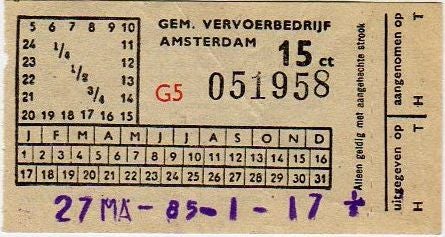 5 6 7 8 9 10
24 ¼ 11
23 ½ 12
22 ¾ 13
21 14
20 19 18 17 16 15
GEM. VERVOERBEDRIJF
AMSTERDAM 15 ct
G5 051958
J F M A M J J A S O N D
1 2 3 4 5 6 7 8 9 10 11 12 13 14 15 16
17 18 19 20 21 22 23 24 25 26 27 28 29 30 31
27 MA - 85 - 1 - 17
Alleen geldig met aangehechte strook
uitgegeven op aangenomen op
H T H T